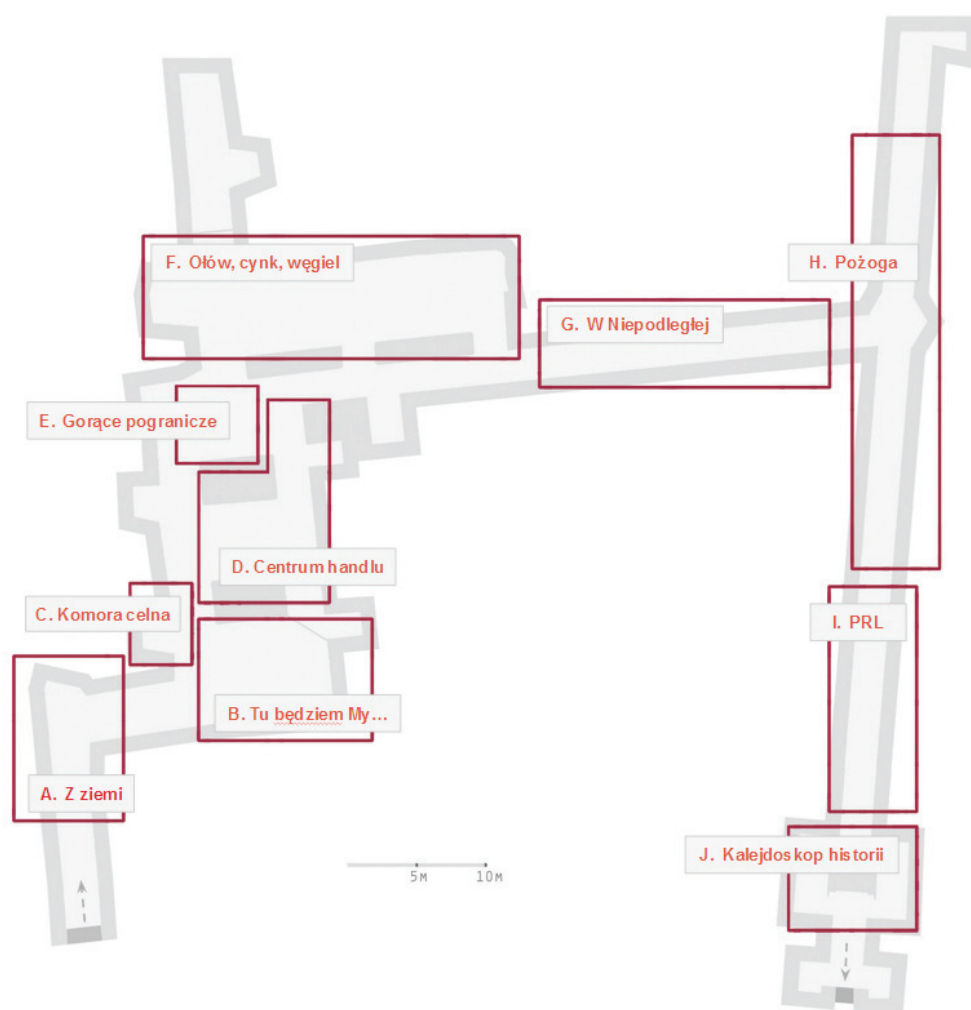 H. Pożoga
F. Ołów, cynk, węgiel
G. W Niepodległej
E. Gorące pogranicze
D. Centrum handlu
C. Komora celna
I. PRL
B. Tu będziem My...
A. Z ziemi
J. Kalejdoskop historii
5M 10M